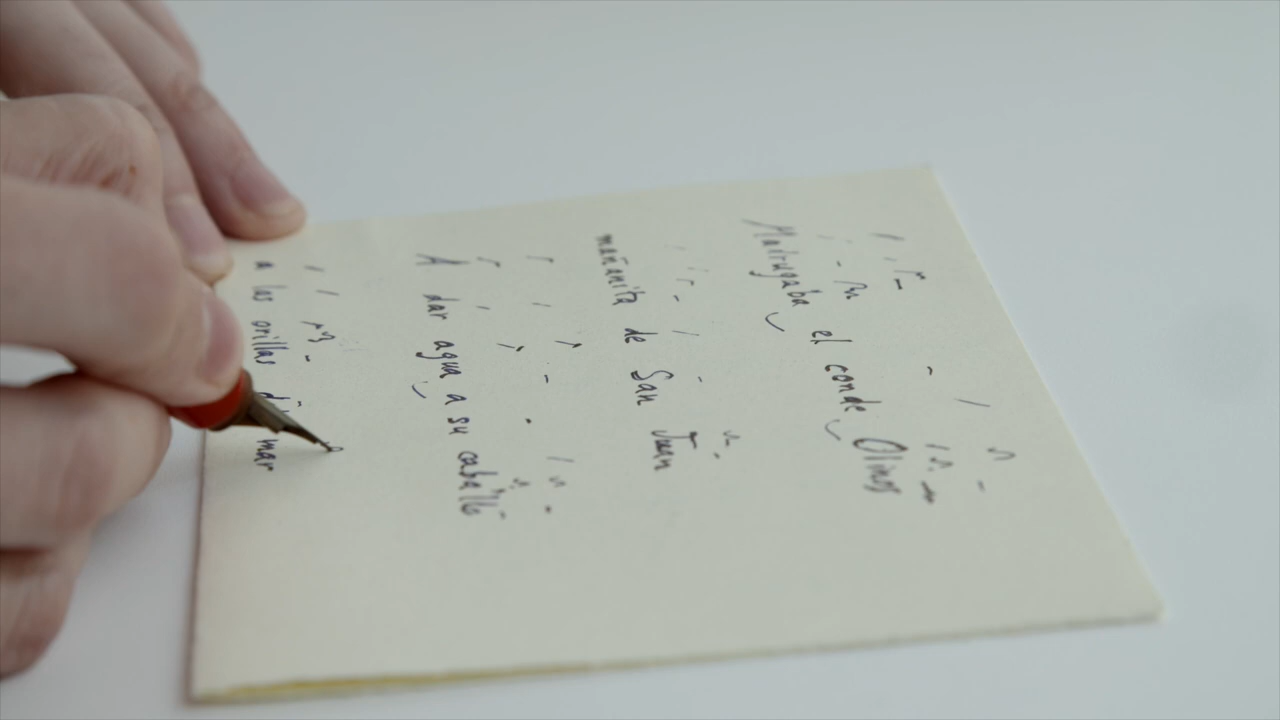 Madrugaba el conde Olinos
mañanita de San Juan
A dar agua a su caballo
a las orillas del mar